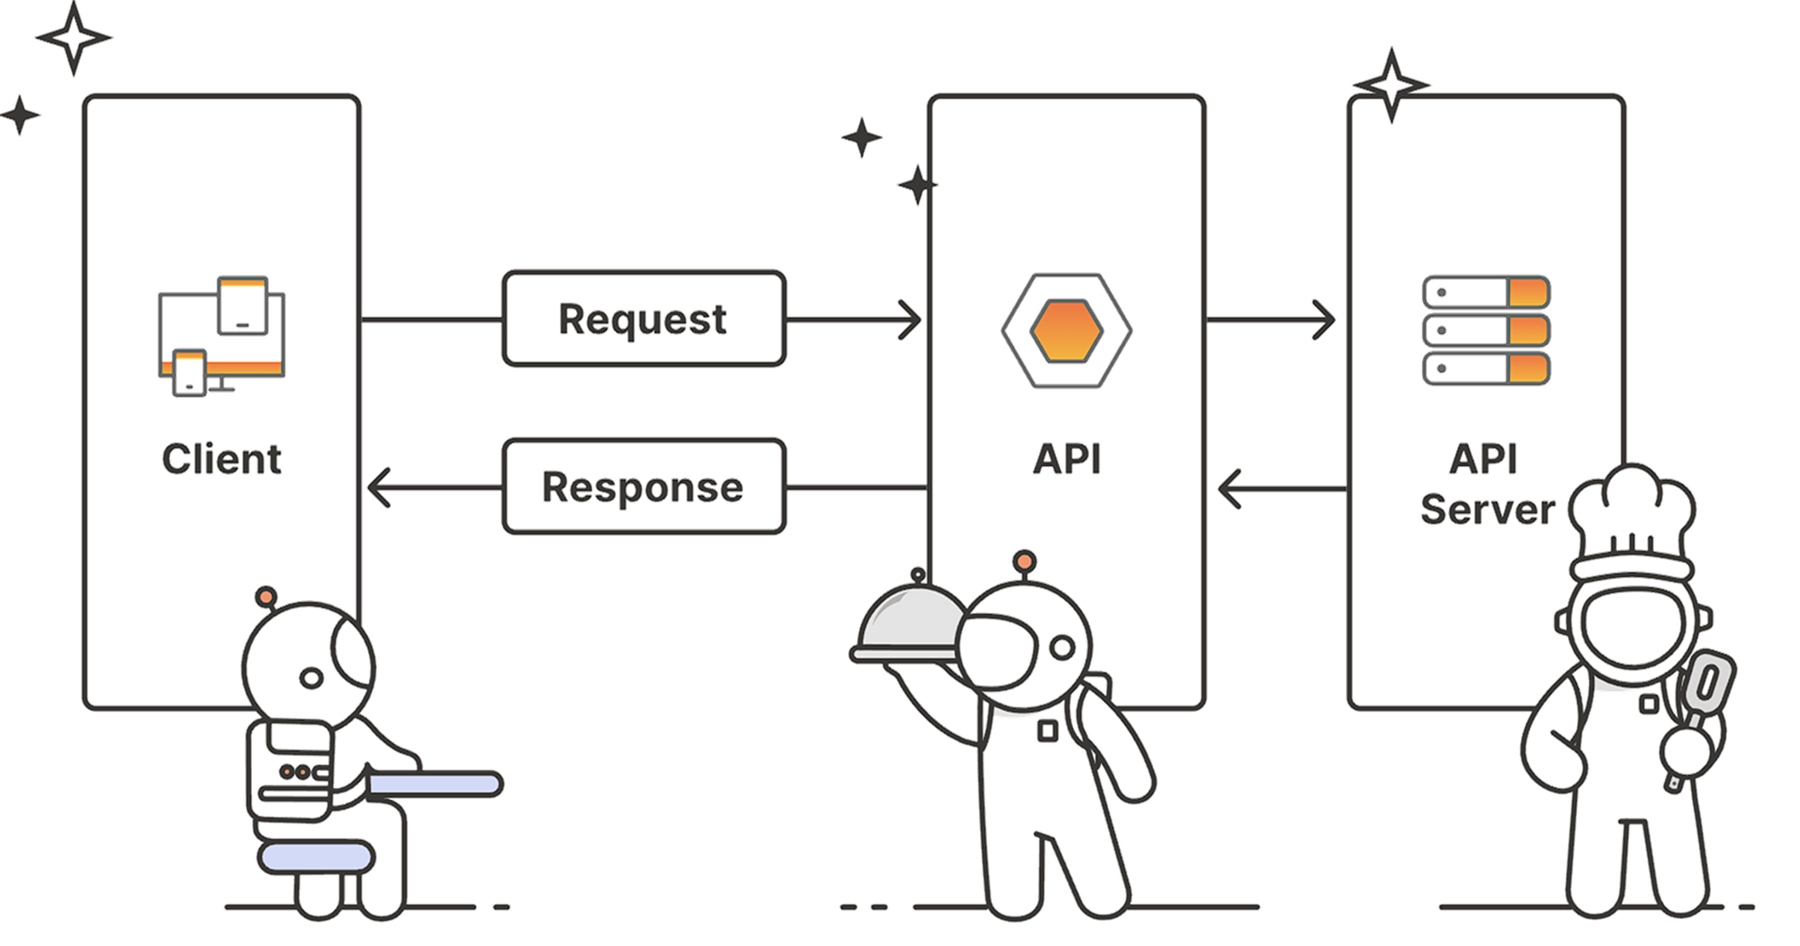 Request
Response
Client
API
API
Server